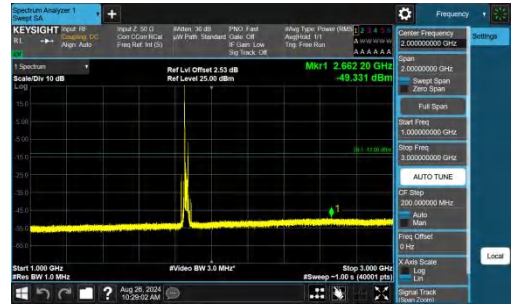 Spectrum Analyzer 1
Swept SA
Frequency
KEYSIGHT
Input: RF
Coupling: DC
Align: Auto
Input Z: 50 Ω
Corr CCorr RCal
Freq Ref: Int (S)
#Atten: 30 dB
µW Path: Standard
PNO: Fast
Gate: Off
IF Gain: Low
Sig Track: Off
#Avg Type: Power (RMS)
Avg|Hold: 1/1
Trig: Free Run
1 2 3 4 5 6
A W W W W W
A A A A A A
Center Frequency
2.000000000 GHz
Settings
Span
2.00000000 GHz
Swept Span
Zero Span
Full Span
Start Freq
1.000000000 GHz
Stop Freq
3.000000000 GHz
AUTO TUNE
CF Step
200.000000 MHz
Auto
Man
Freq Offset
0 Hz
X Axis Scale
Log
Lin
Signal Track
(Span Zoom)
Local
1 Spectrum
Scale/Div 10 dB
Log
Ref Lvl Offset 2.53 dB
Ref Level 25.00 dBm
Mkr1 2.662 20 GHz
-49.331 dBm
15.0
5.00
-5.00
-15.0
-25.0
-35.0
-45.0
-55.0
-65.0
1
Start 1.000 GHz
#Res BW 1.0 MHz
#Video BW 3.0 MHz*
Stop 3.000 GHz
#Sweep ~1.00 s (40001 pts)
Aug 26, 2024
10:29:02 AM